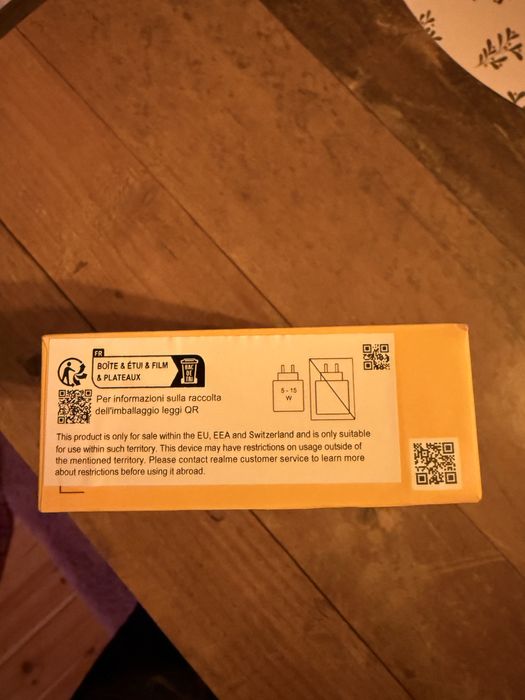 FR
BOÎTE & ÉTUI & FILM
& PLATEAUX
BAC
DE
TRI
Per informazioni sulla raccolta
dell'imballaggio leggi QR
5 - 15
W
This product is only for sale within the EU, EEA and Switzerland and is only suitable
for use within such territory. This device may have restrictions on usage outside of
the mentioned territory. Please contact realme customer service to learn more
about restrictions before using it abroad.